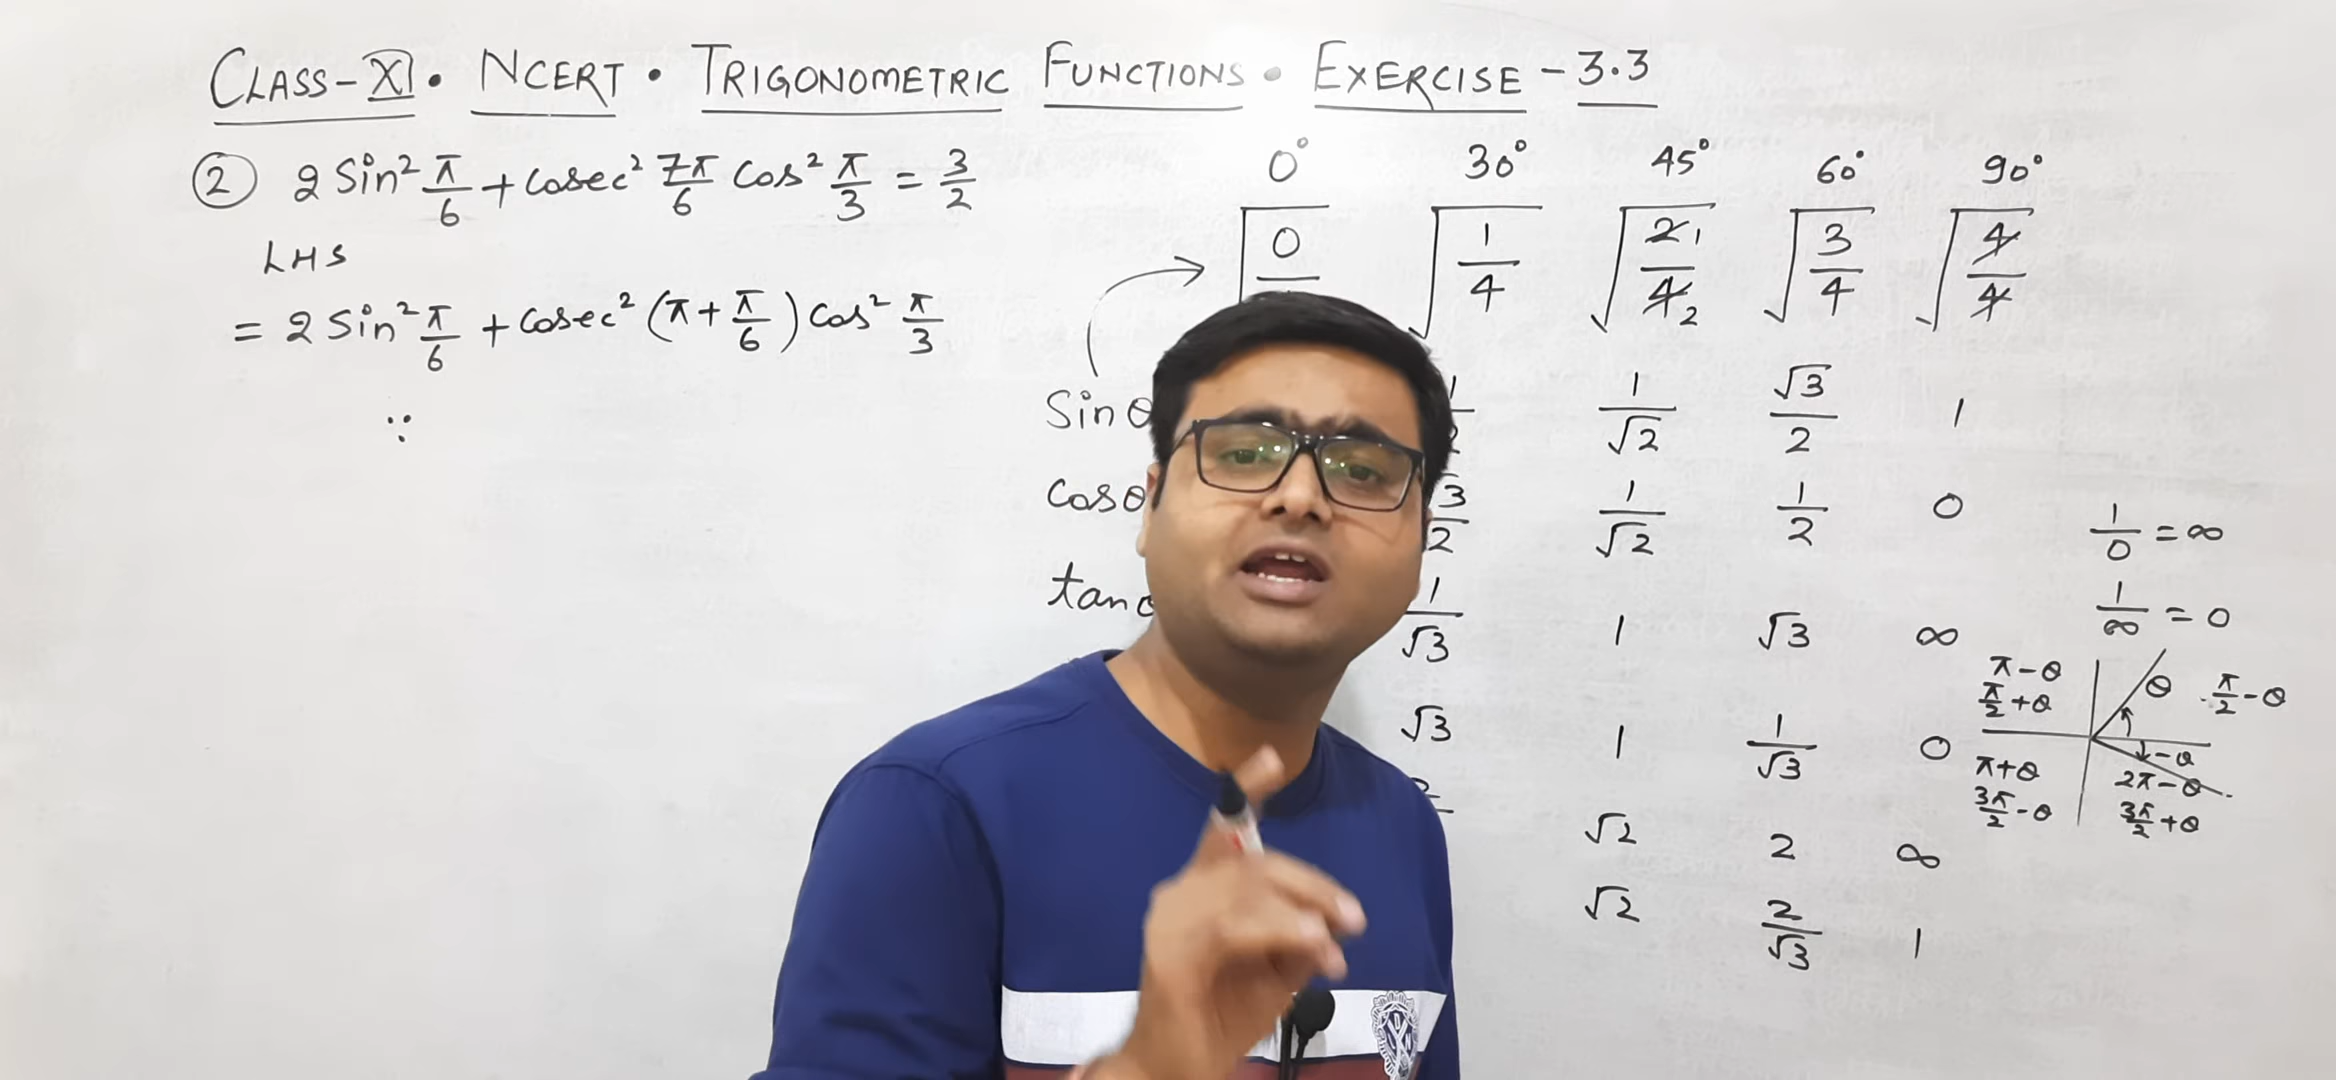 CLASS-XI • NCERT • TRIGONOMETRIC FUNCTIONS • EXERCISE - 3.3
② 2 Sin² π/6 + Cosec² 7π/6 Cos² π/3 = 3/2
LHS
= 2 Sin² π/6 + Cosec² (π + π/6) Cos² π/3
∵
0° 30° 45° 60° 90°
√(1/4) √(2̶1/4̶2) √(3/4) √(4̶/4̶)
Sin θ 1/√2 √3/2 1
Cos θ 1/√2 1/2 0
tan 1/√3 1 √3 ∞
√3 1 1/√3 0
√2 2 ∞
√2 2/√3 1
1/0 = ∞
1/∞ = 0
π-θ
π/2+θ
θ π/2-θ
π+θ
3π/2-θ
-θ
2π-θ
3π/2+θ